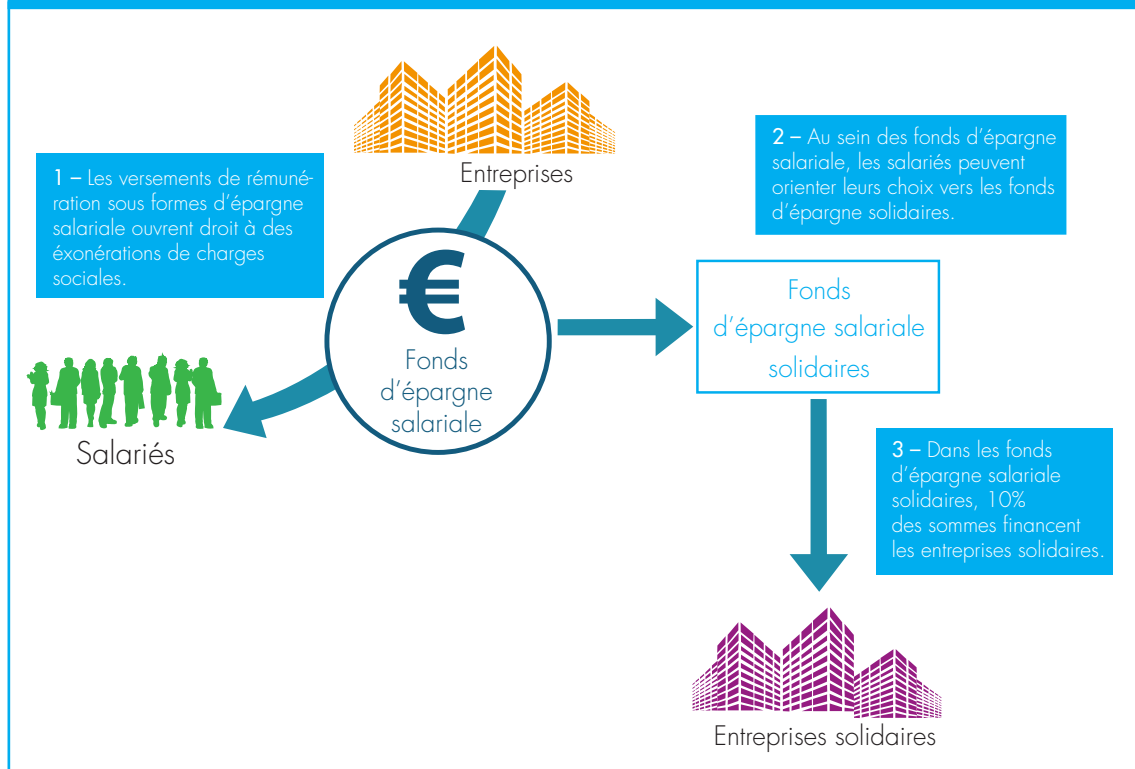 Entreprises
1 – Les versements de rémuné-
ration sous formes d'épargne
salariale ouvrent droit à des
éxonérations de charges
sociales.
2 – Au sein des fonds d'épargne
salariale, les salariés peuvent
orienter leurs choix vers les fonds
d'épargne solidaires.
€
Fonds
d'épargne
salariale
Fonds
d'épargne salariale
solidaires
Salariés
3 – Dans les fonds
d'épargne salariale
solidaires, 10%
des sommes financent
les entreprises solidaires.
Entreprises solidaires